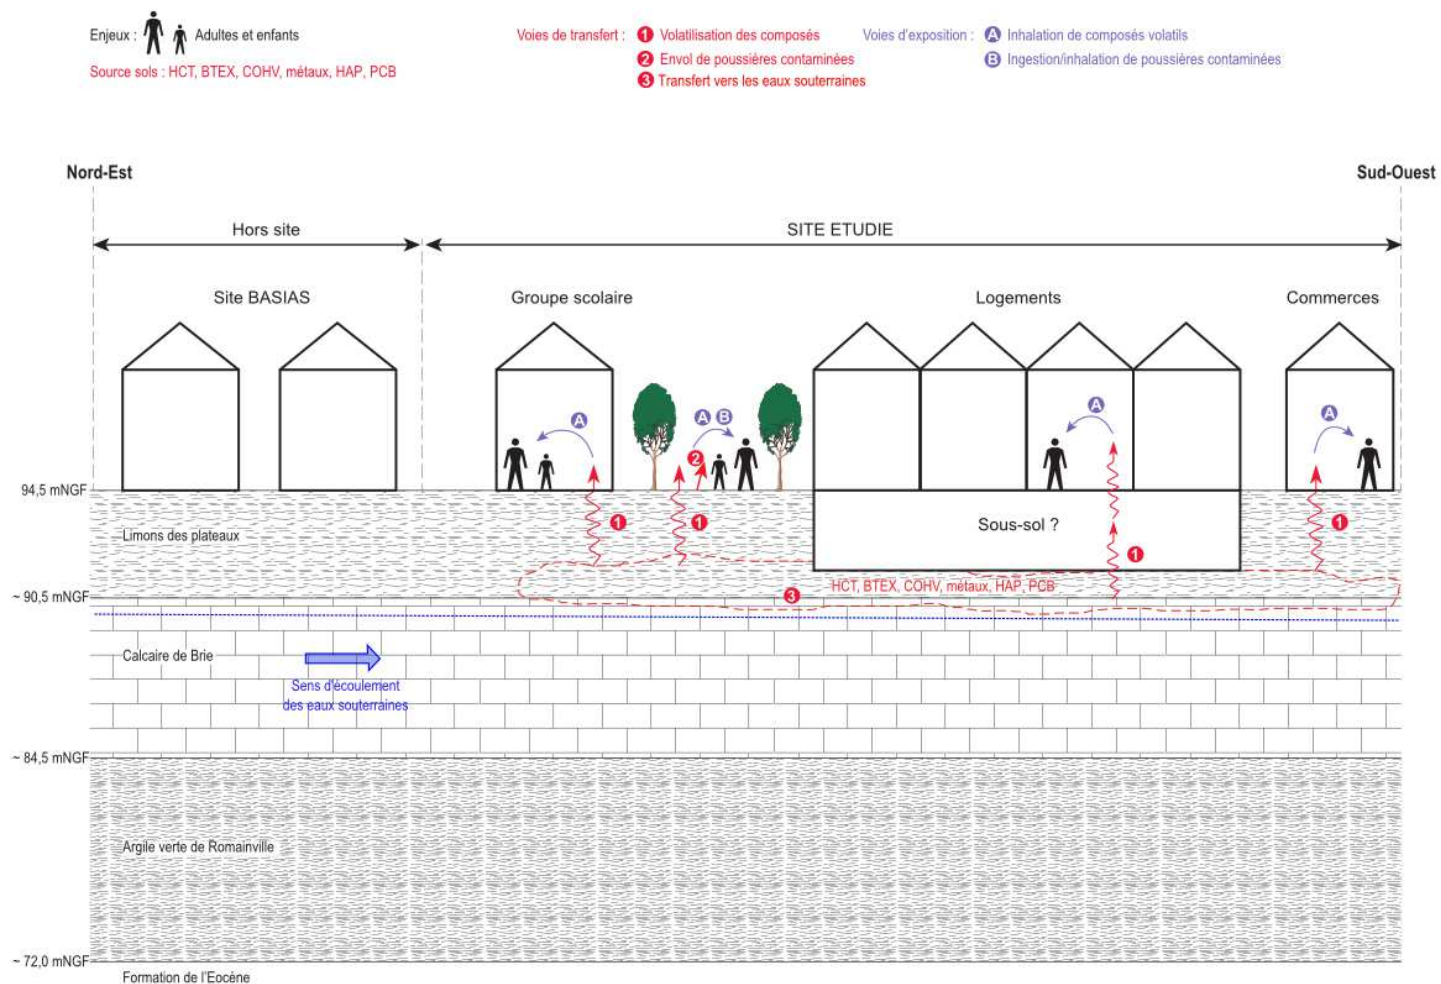 Enjeux : Adultes et enfants
Source sols : HCT, BTEX, COHV, métaux, HAP, PCB
Voies de transfert : 1 Volatilisation des composés
2 Envol de poussières contaminées
3 Transfert vers les eaux souterraines
Voies d'exposition : A Inhalation de composés volatils
B Ingestion/inhalation de poussières contaminées
Nord-Est
Sud-Ouest
Hors site
SITE ETUDIE
Site BASIAS
Groupe scolaire
Logements
Commerces
A
A B
A
A
2
94,5 mNGF
1
1
Sous-sol ?
1
1
Limons des plateaux
HCT, BTEX, COHV, métaux, HAP, PCB
3
~ 90,5 mNGF
Calcaire de Brie
Sens d'écoulement
des eaux souterraines
~ 84,5 mNGF
Argile verte de Romainville
~ 72,0 mNGF
Formation de l'Eocène